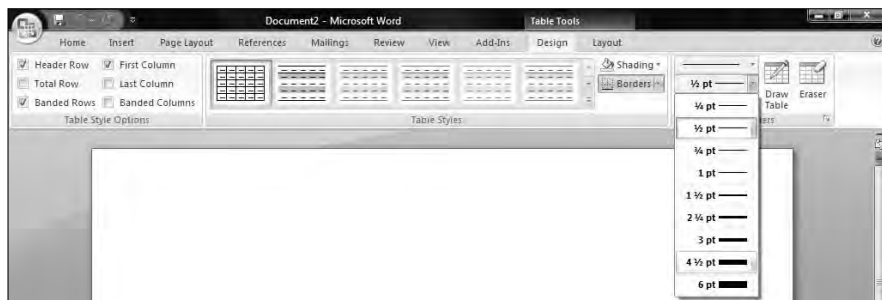 Document2 - Microsoft Word Table Tools
Home Insert Page Layout References Mailings Review View Add-Ins Design Layout
Header Row First Column
Total Row Last Column
Banded Rows Banded Columns
Table Style Options
Table Styles
Shading
Borders
½ pt
Draw Table
Eraser
¼ pt
½ pt
¾ pt
1 pt
1 ½ pt
2 ¼ pt
3 pt
4 ½ pt
6 pt